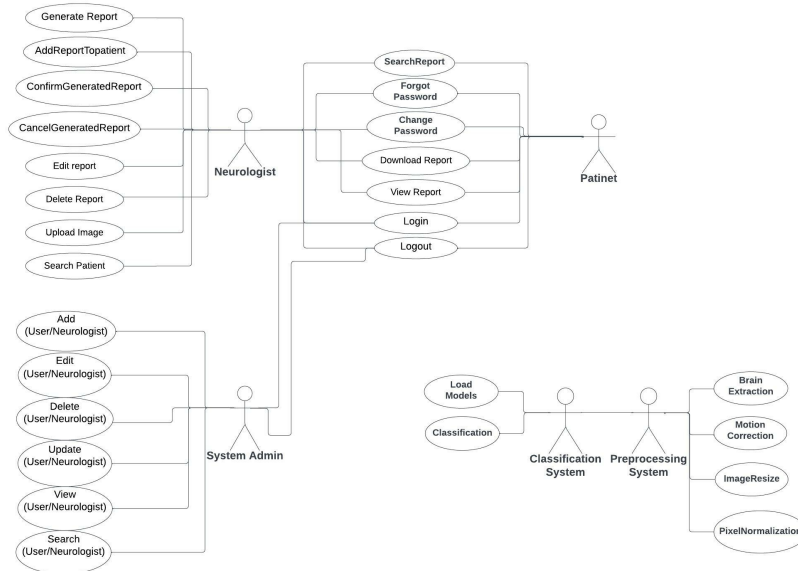 Generate Report
AddReportTopatient
ConfirmGeneratedReport
CancelGeneratedReport
Edit report
Delete Report
Upload Image
Search Patient
Neurologist
SearchReport
Forgot
Password
Change
Password
Download Report
View Report
Login
Logout
Patinet
Add
(User/Neurologist)
Edit
(User/Neurologist)
Delete
(User/Neurologist)
Update
(User/Neurologist)
View
(User/Neurologist)
Search
(User/Neurologist)
System Admin
Load
Models
Classification
Classification
System
Preprocessing
System
Brain
Extraction
Motion
Correction
ImageResize
PixelNormalization